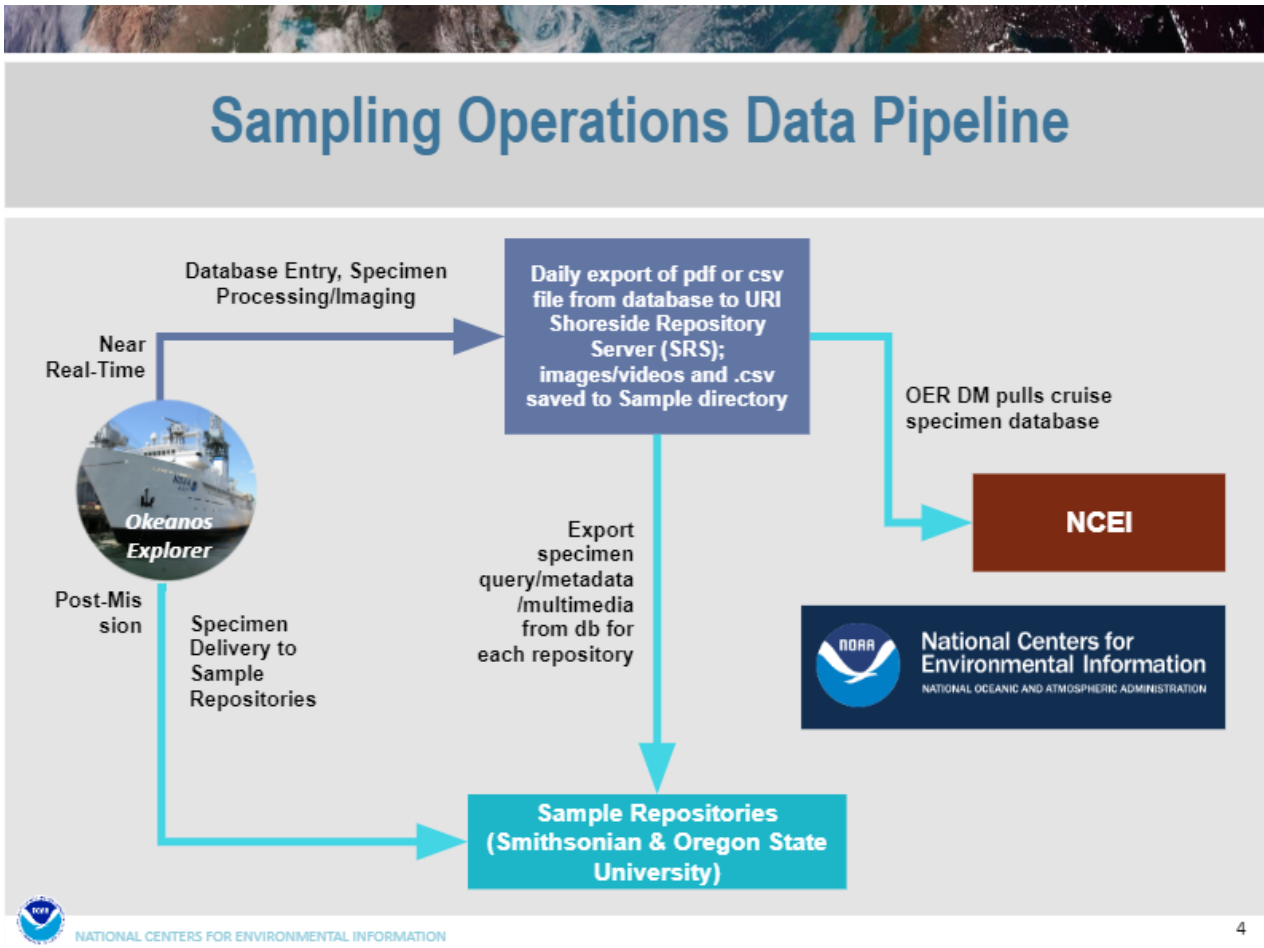 Sampling Operations Data Pipeline
Database Entry, Specimen
Processing/Imaging
Near
Real-Time
Daily export of pdf or csv
file from database to URI
Shoreside Repository
Server (SRS);
images/videos and .csv
saved to Sample directory
OER DM pulls cruise
specimen database
NCEI
Okeanos
Explorer
Post-Mis
sion
Specimen
Delivery to
Sample
Repositories
Export
specimen
query/metadata
/multimedia
from db for
each repository
NOAA
National Centers for
Environmental Information
NATIONAL OCEANIC AND ATMOSPHERIC ADMINISTRATION
Sample Repositories
(Smithsonian & Oregon State
University)
NOAA
NATIONAL CENTERS FOR ENVIRONMENTAL INFORMATION
4